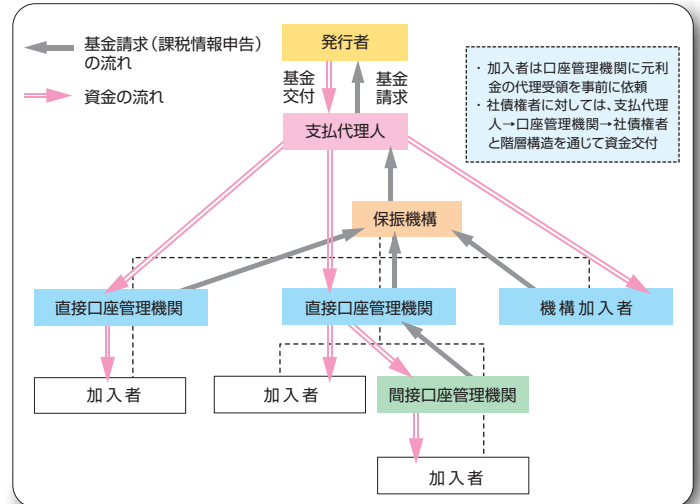 基金請求（課税情報申告）
の流れ
資金の流れ
発行者
基金
交付
基金
請求
・加入者は口座管理機関に元利
金の代理受領を事前に依頼
・社債権者に対しては、支払代理
人→口座管理機関→社債権者
と階層構造を通じて資金交付
支払代理人
保振機構
直接口座管理機関
直接口座管理機関
機構加入者
加入者
加入者
間接口座管理機関
加入者